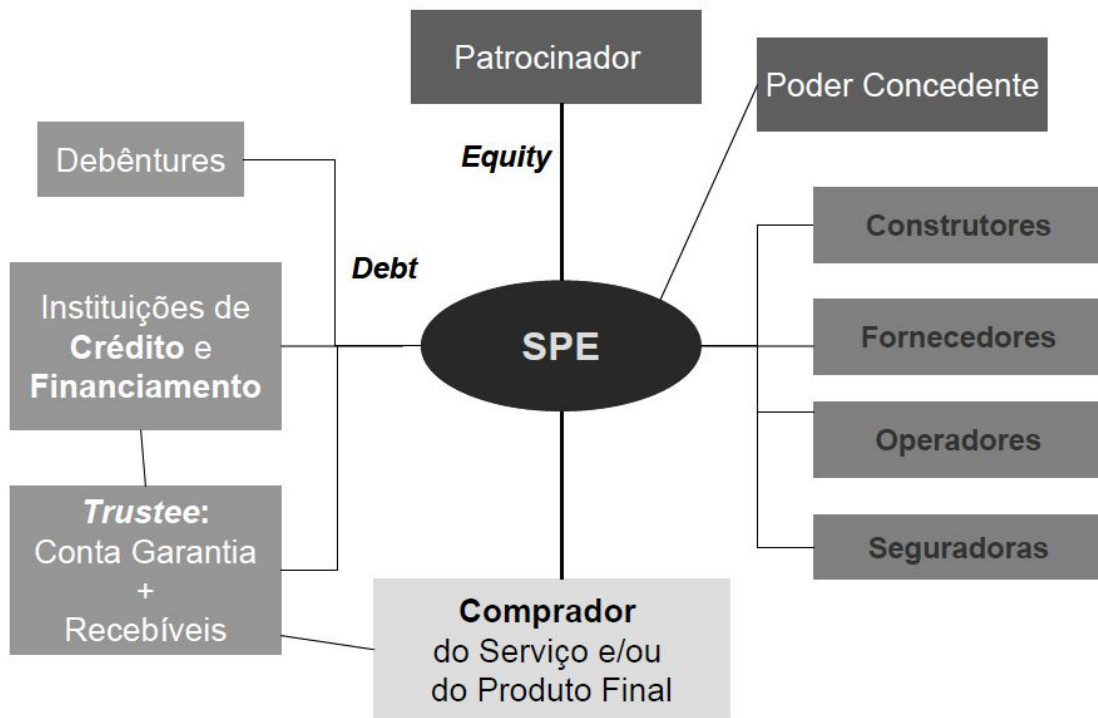 Patrocinador
Poder Concedente
Debêntures
Equity
Construtores
Debt
Instituições de
Crédito e
Financiamento
SPE
Fornecedores
Operadores
Trustee:
Conta Garantia
+
Recebíveis
Seguradoras
Comprador
do Serviço e/ou
do Produto Final